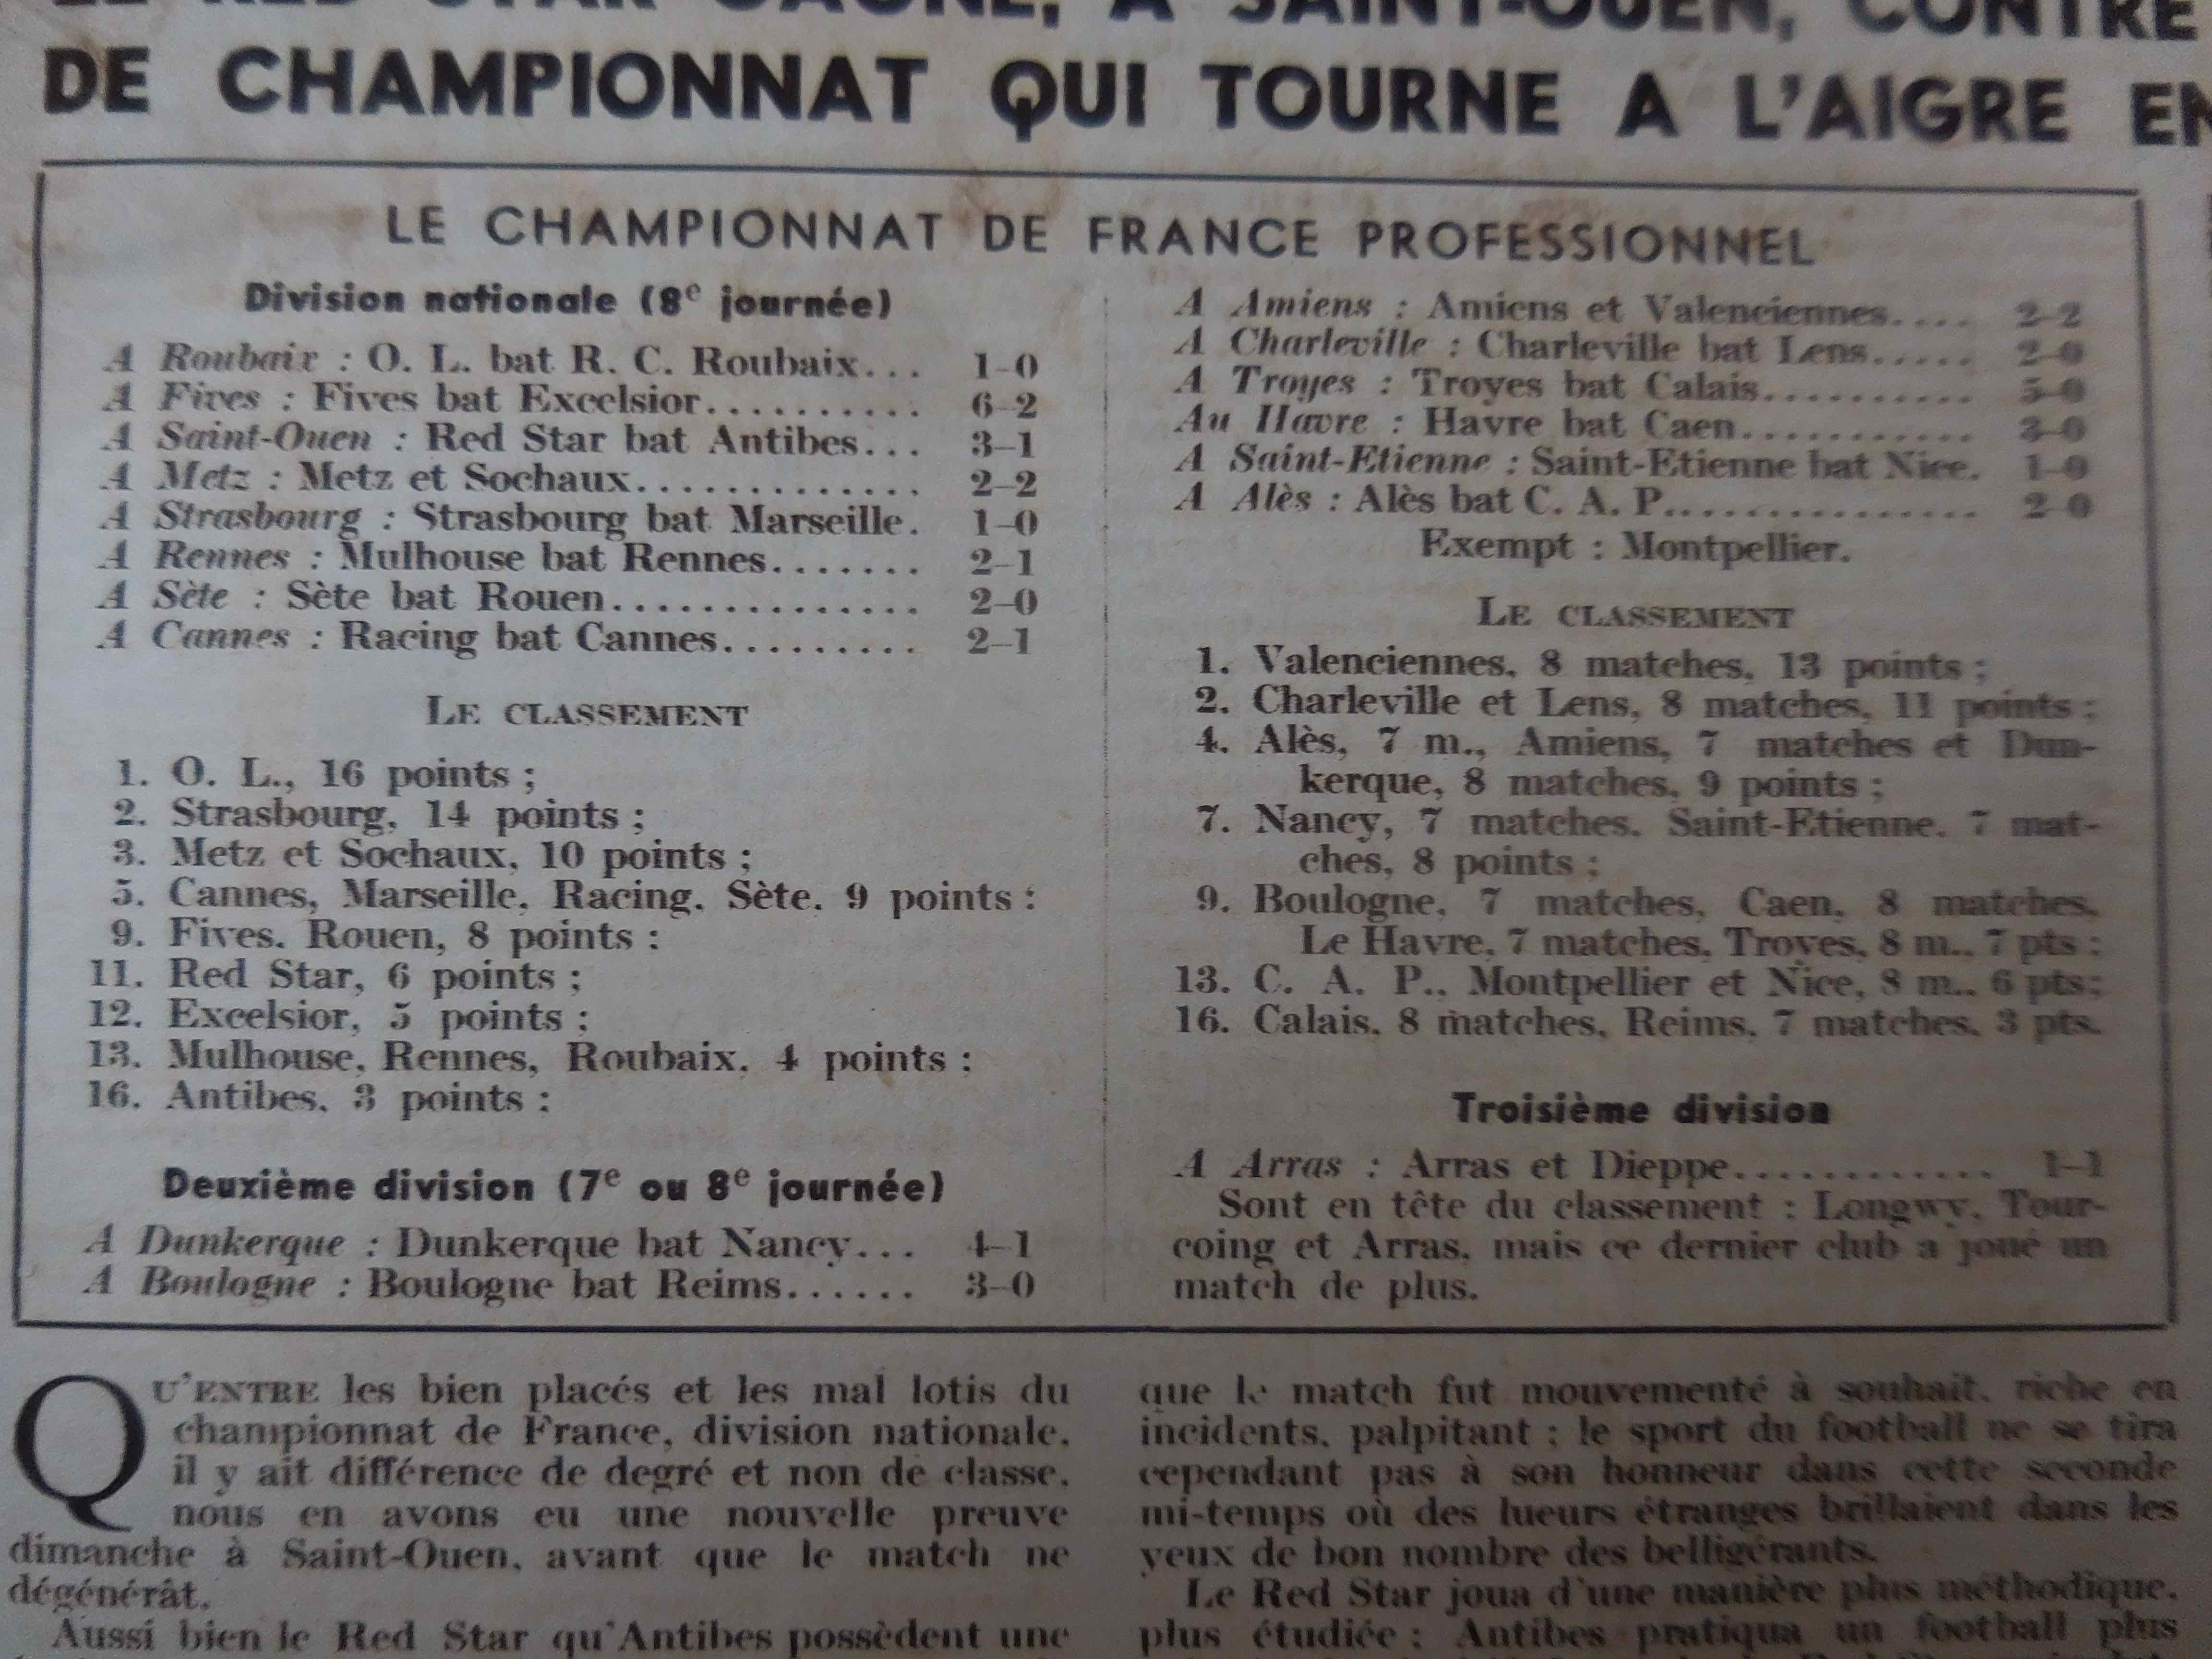 LE RED STAR GAGNE, A SAINT-OUEN, CONTRE
DE CHAMPIONNAT QUI TOURNE A L'AIGRE EN
LE CHAMPIONNAT DE FRANCE PROFESSIONNEL
Division nationale (8e journée)
A Roubaix : O. L. bat R. C. Roubaix... 1-0
A Fives : Fives bat Excelsior.......... 6-2
A Saint-Ouen : Red Star bat Antibes... 3-1
A Metz : Metz et Sochaux............. 2-2
A Strasbourg : Strasbourg bat Marseille. 1-0
A Rennes : Mulhouse bat Rennes....... 2-1
A Sète : Sète bat Rouen.............. 2-0
A Cannes : Racing bat Cannes......... 2-1
LE CLASSEMENT
1. O. L., 16 points ;
2. Strasbourg, 14 points ;
3. Metz et Sochaux, 10 points ;
5. Cannes, Marseille, Racing. Sète. 9 points :
9. Fives. Rouen, 8 points :
11. Red Star, 6 points ;
12. Excelsior, 5 points ;
13. Mulhouse, Rennes, Roubaix. 4 points :
16. Antibes. 3 points :
Deuxième division (7e ou 8e journée)
A Dunkerque : Dunkerque bat Nancy... 4-1
A Boulogne : Boulogne bat Reims...... 3-0
A Amiens : Amiens et Valenciennes.... 2-2
A Charleville : Charleville bat Lens..... 2-0
A Troyes : Troyes bat Calais........... 5-0
Au Havre : Havre bat Caen............ 3-0
A Saint-Etienne : Saint-Etienne bat Nice. 1-0
A Alès : Alès bat C. A. P................ 2-0
Exempt : Montpellier.
LE CLASSEMENT
1. Valenciennes. 8 matches, 13 points ;
2. Charleville et Lens, 8 matches, 11 points ;
4. Alès, 7 m., Amiens, 7 matches et Dun-
kerque, 8 matches, 9 points ;
7. Nancy, 7 matches. Saint-Etienne. 7 mat-
ches, 8 points ;
9. Boulogne, 7 matches, Caen, 8 matches,
Le Havre, 7 matches, Troyes, 8 m., 7 pts ;
13. C. A. P., Montpellier et Nice, 8 m., 6 pts;
16. Calais. 8 matches, Reims. 7 matches. 3 pts.
Troisième division
A Arras : Arras et Dieppe............ 1-1
Sont en tête du classement : Longwy, Tour-
coing et Arras, mais ce dernier club a joué un
match de plus.
QU'ENTRE les bien placés et les mal lotis du
championnat de France, division nationale,
il y ait différence de degré et non de classe,
nous en avons eu une nouvelle preuve
dimanche à Saint-Ouen, avant que le match ne
dégénérât.
Aussi bien le Red Star qu'Antibes possèdent une
que le match fut mouvementé à souhait, riche en
incidents, palpitant ; le sport du football ne se tira
cependant pas à son honneur dans cette seconde
mi-temps où des lueurs étranges brillaient dans les
yeux de bon nombre des belligérants.
Le Red Star joua d'une manière plus méthodique,
plus étudiée ; Antibes pratiqua un football plus